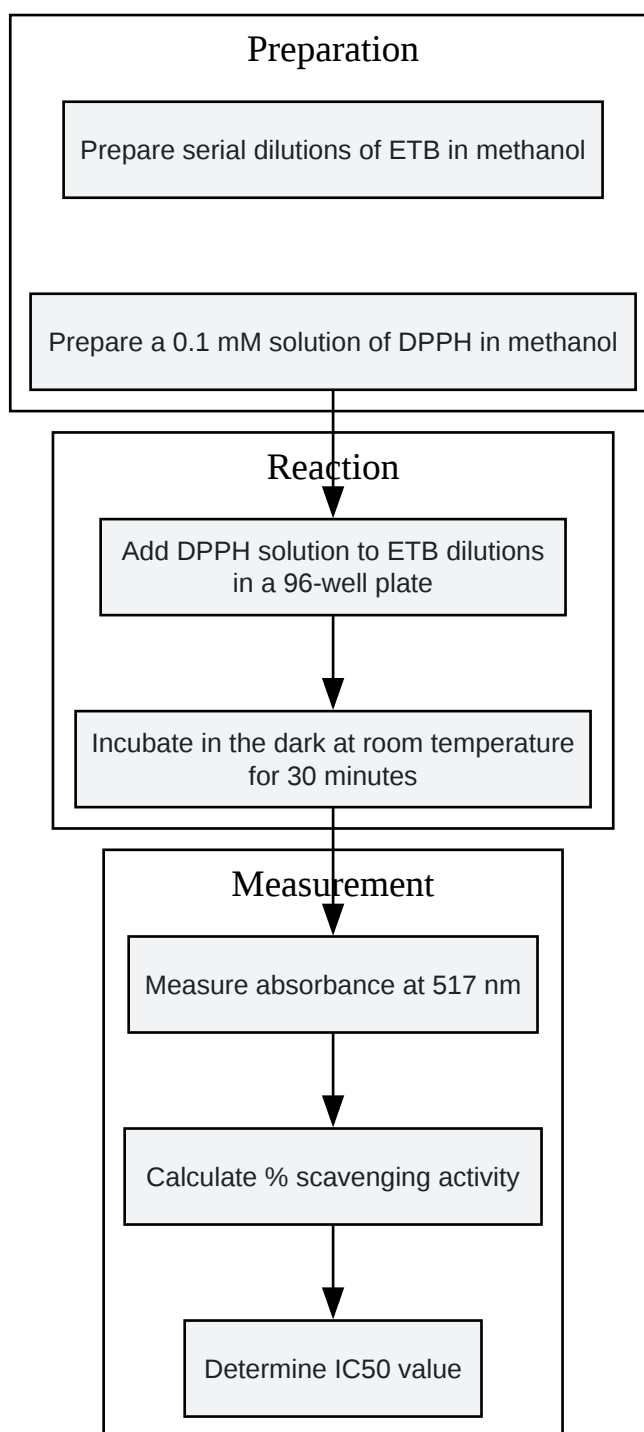 Preparation
Prepare serial dilutions of ETB in methanol
Prepare a 0.1 mM solution of DPPH in methanol
Reaction
Add DPPH solution to ETB dilutions
in a 96-well plate
Incubate in the dark at room temperature
for 30 minutes
Measurement
Measure absorbance at 517 nm
Calculate % scavenging activity
Determine IC50 value